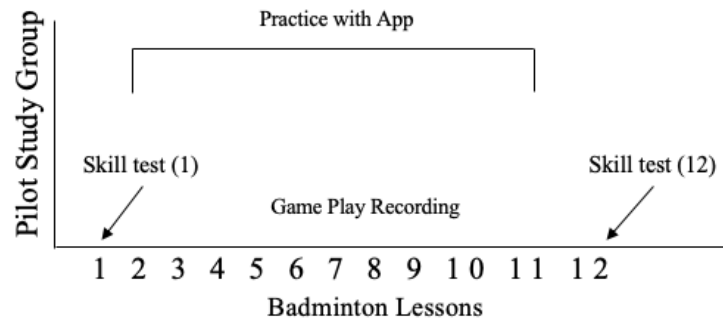 Practice with App
Pilot Study Group
Skill test (1)
Skill test (12)
Game Play Recording
1 2 3 4 5 6 7 8 9 10 11 12
Badminton Lessons